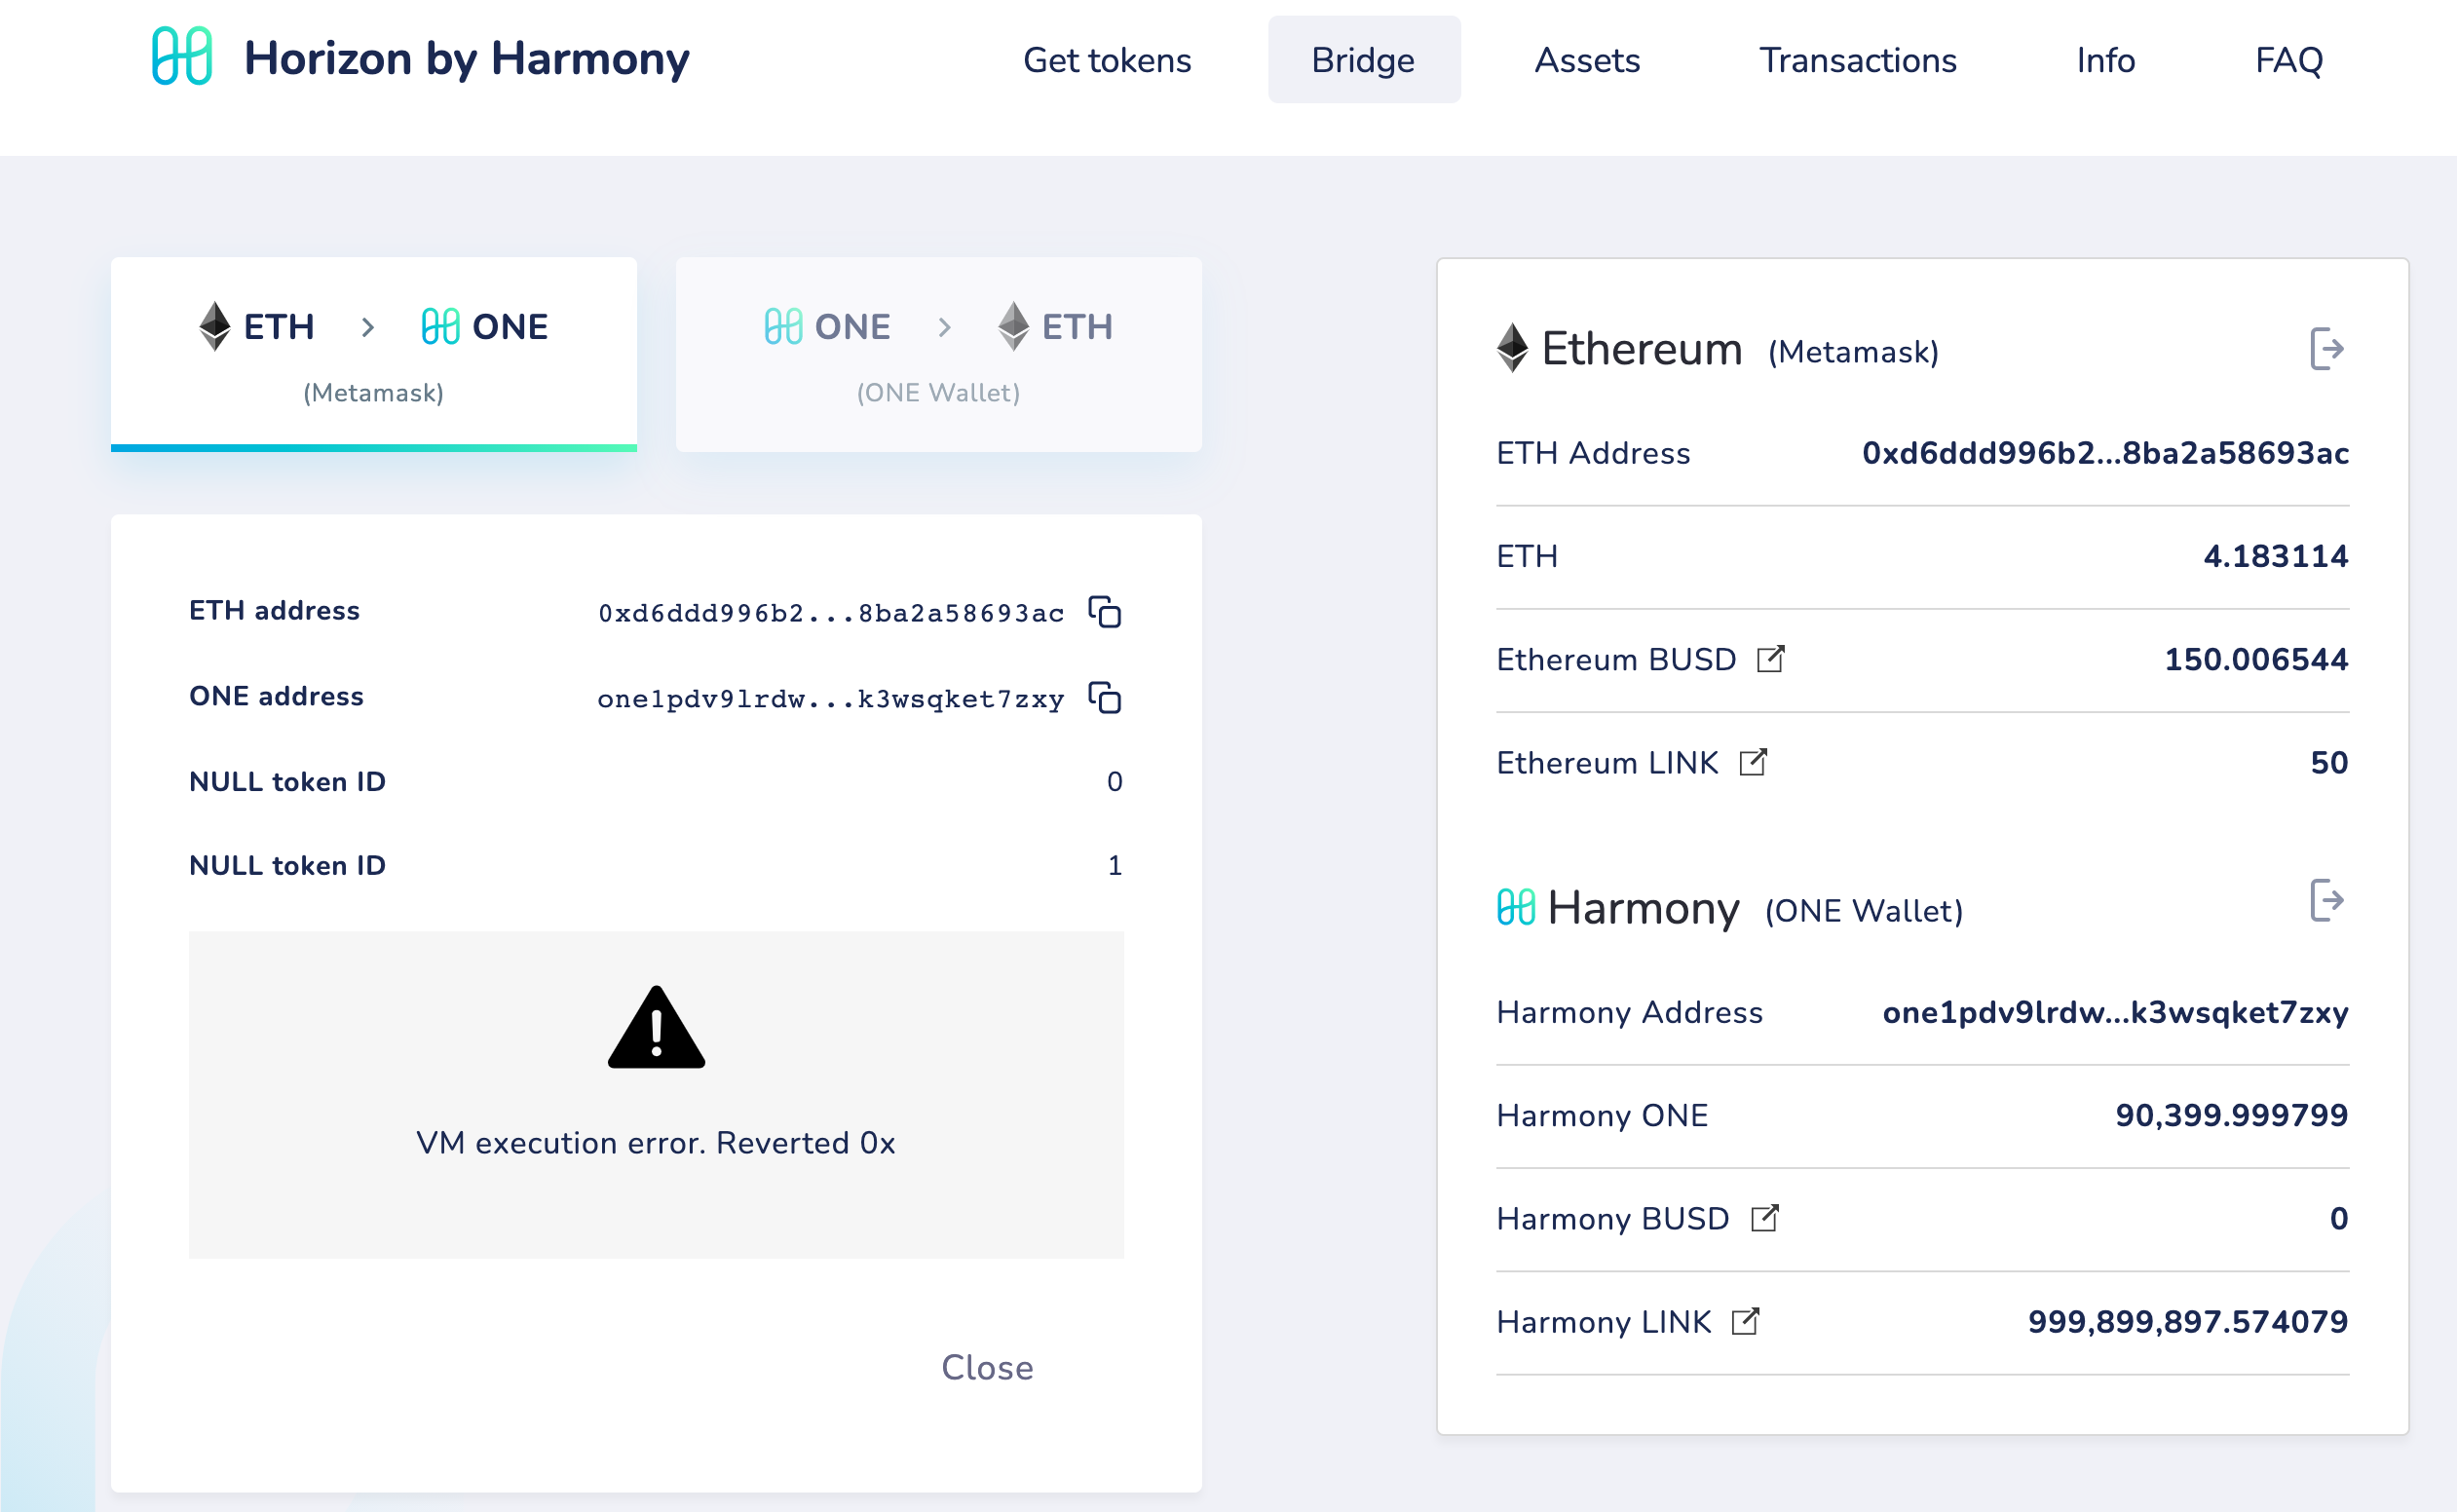 Horizon by Harmony
Get tokens
Bridge
Assets
Transactions
Info
FAQ
ETH > ONE
(Metamask)
ONE > ETH
(ONE Wallet)
ETH address 0xd6ddd996b2...8ba2a58693ac
ONE address one1pdv9lrdw...k3wsqket7zxy
NULL token ID 0
NULL token ID 1
VM execution error. Reverted 0x
Close
Ethereum (Metamask)
ETH Address 0xd6ddd996b2...8ba2a58693ac
ETH 4.183114
Ethereum BUSD 150.006544
Ethereum LINK 50
Harmony (ONE Wallet)
Harmony Address one1pdv9lrdw...k3wsqket7zxy
Harmony ONE 90,399.999799
Harmony BUSD 0
Harmony LINK 999,899,897.574079